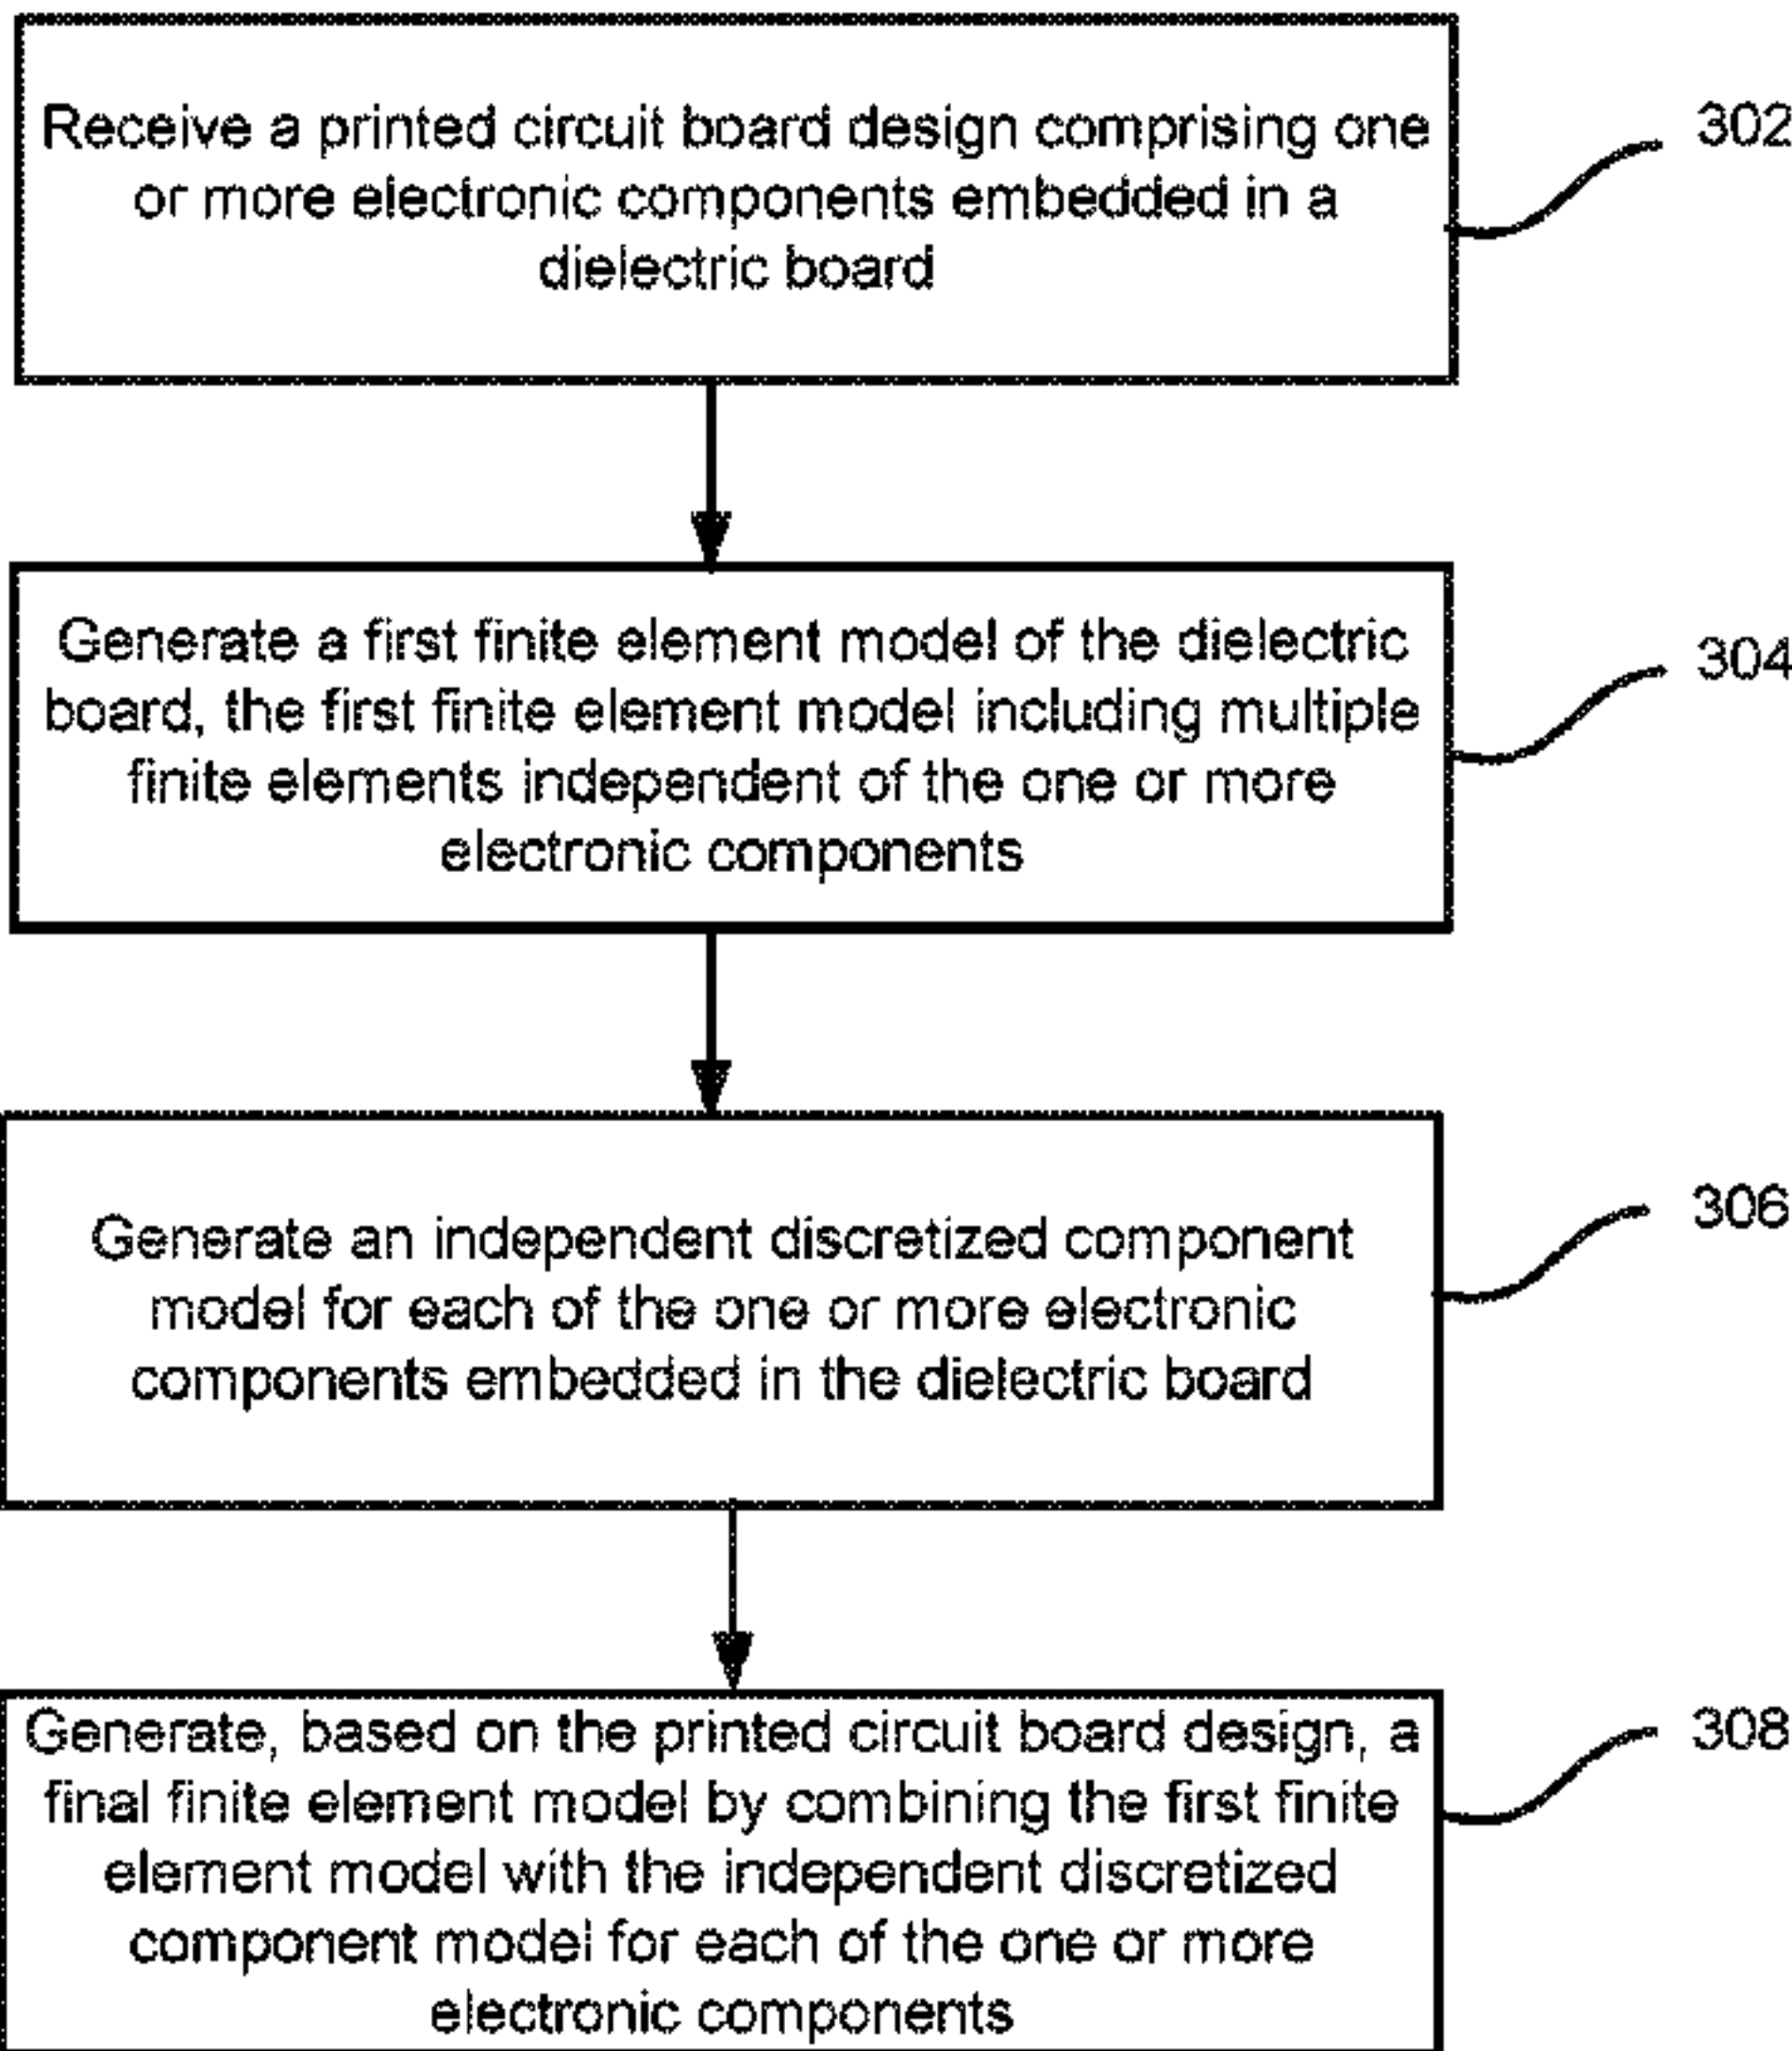 Receive a printed circuit board design comprising one
or more electronic components embedded in a
dielectric board
302
Generate a first finite element model of the dielectric
board, the first finite element model including multiple
finite elements independent of the one or more
electronic components
304
Generate an independent discretized component
model for each of the one or more electronic
components embedded in the dielectric board
306
Generate, based on the printed circuit board design, a
final finite element model by combining the first finite
element model with the independent discretized
component model for each of the one or more
electronic components
308